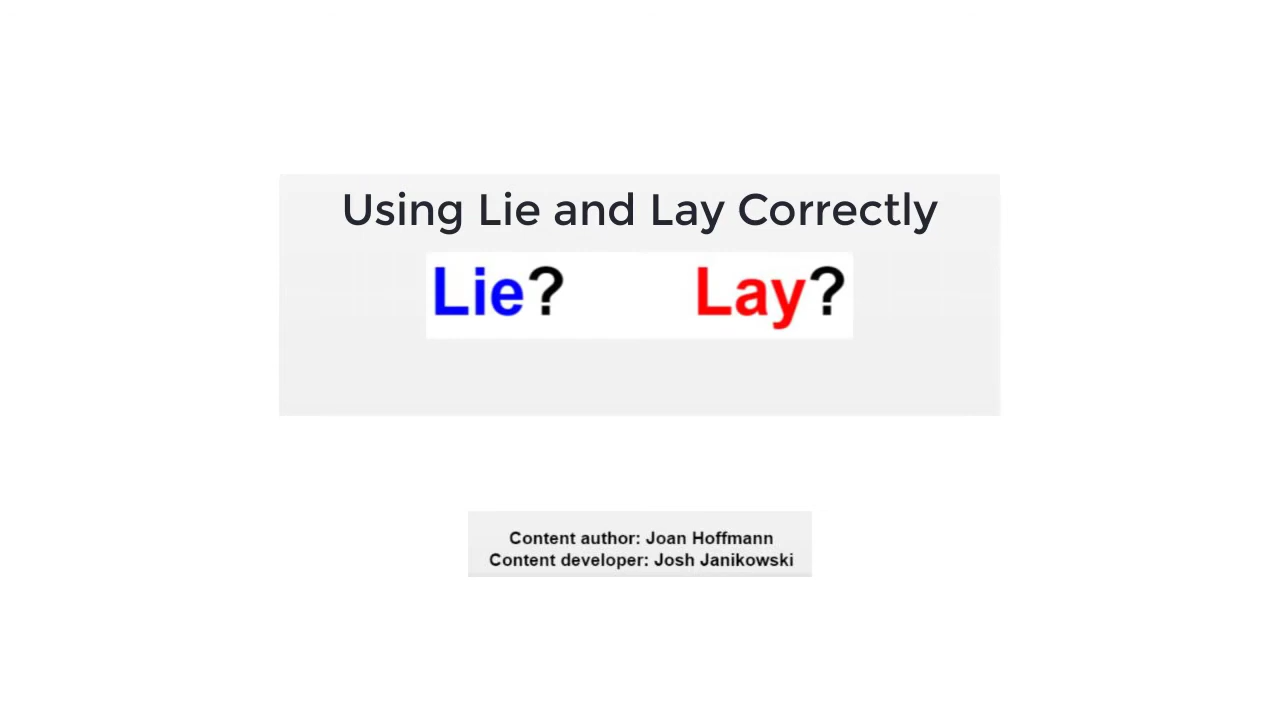 Using Lie and Lay Correctly
Lie? Lay?
Content author: Joan Hoffmann
Content developer: Josh Janikowski